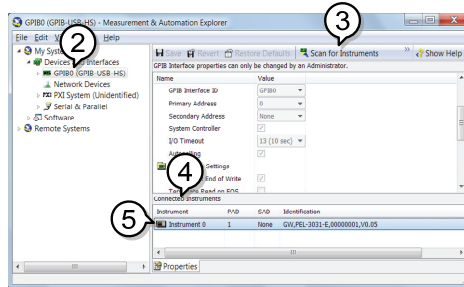 3
GPIB0 (GPIB-USB-HS) - Measurement & Automation Explorer
File Edit Help
2
My Sy
Save Revert Restore Defaults Scan for Instruments » ? Show Help
GPIB Interface properties can only be changed by an Administrator.
GPIB0 (GPIB-USB-HS)
Network Devices
PXI System (Unidentified)
Serial & Parallel
Software
Remote Systems
Name Value
GPIB Interface ID GPIB0
Primary Address 0
Secondary Address None
System Controller
I/O Timeout 13 (10 sec)
Autopolling
Settings
End of Write
Terminate Read on EOS
4
Connected Instruments
Instrument PAD SAD Identification
5
Instrument 0 1 None GW,PEL-3031-E,00000001,V0.05
Properties